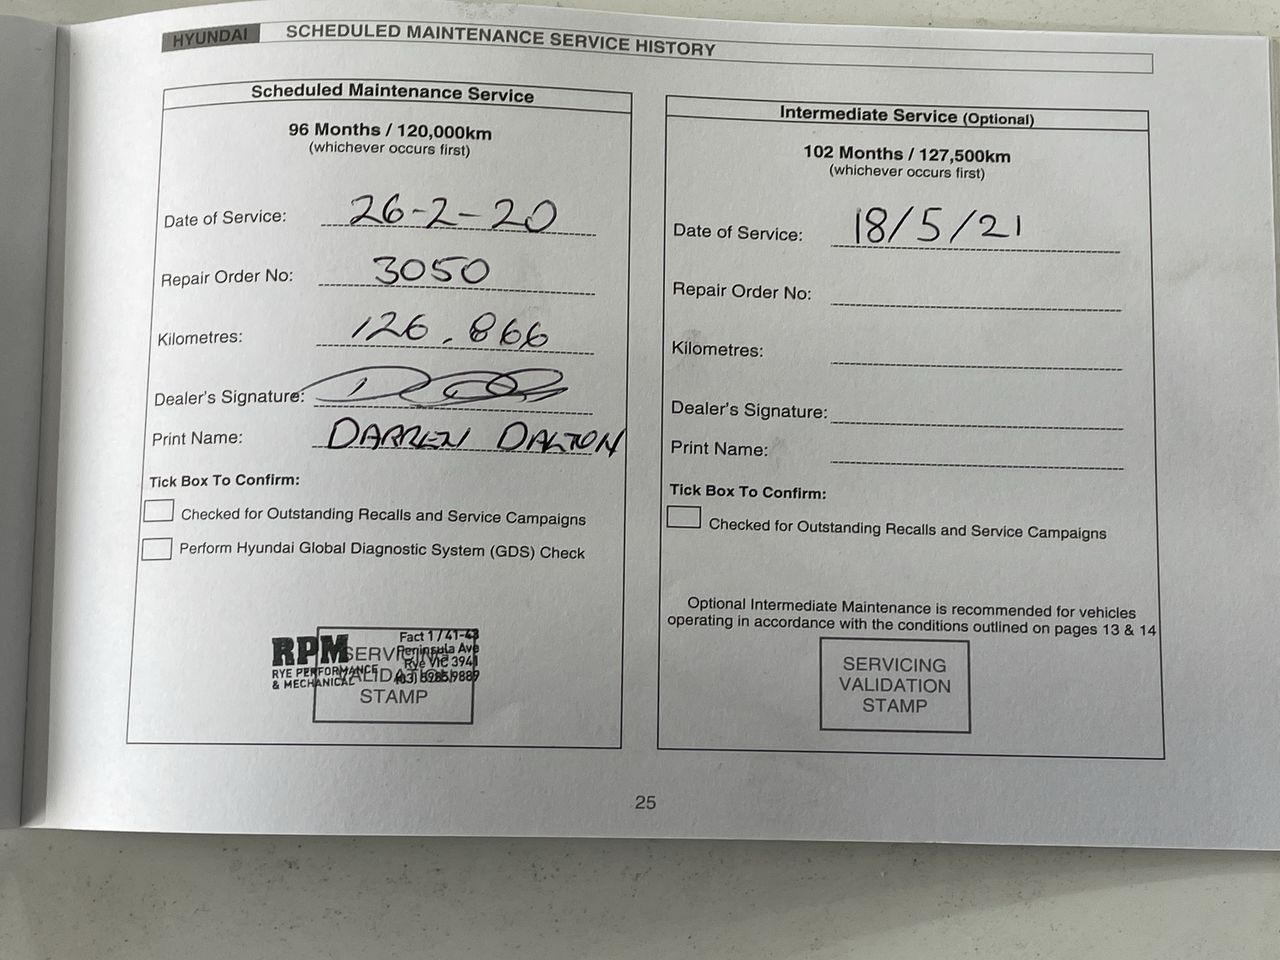 HYUNDAI SCHEDULED MAINTENANCE SERVICE HISTORY
Scheduled Maintenance Service
96 Months / 120,000km
(whichever occurs first)
Date of Service: 26-2-20
Repair Order No: 3050
Kilometres: 126.866
Dealer's Signature:
Print Name: DARREN DALTON
Tick Box To Confirm:
Checked for Outstanding Recalls and Service Campaigns
Perform Hyundai Global Diagnostic System (GDS) Check
RPM
RYE PERFORMANCE
& MECHANICAL
Fact 1 / 41-43
Peninsula Ave
Rye VIC 3941
(03) 5985 9889
SERVICING
VALIDATION
STAMP
Intermediate Service (Optional)
102 Months / 127,500km
(whichever occurs first)
Date of Service: 18/5/21
Repair Order No:
Kilometres:
Dealer's Signature:
Print Name:
Tick Box To Confirm:
Checked for Outstanding Recalls and Service Campaigns
Optional Intermediate Maintenance is recommended for vehicles
operating in accordance with the conditions outlined on pages 13 & 14
SERVICING
VALIDATION
STAMP
25